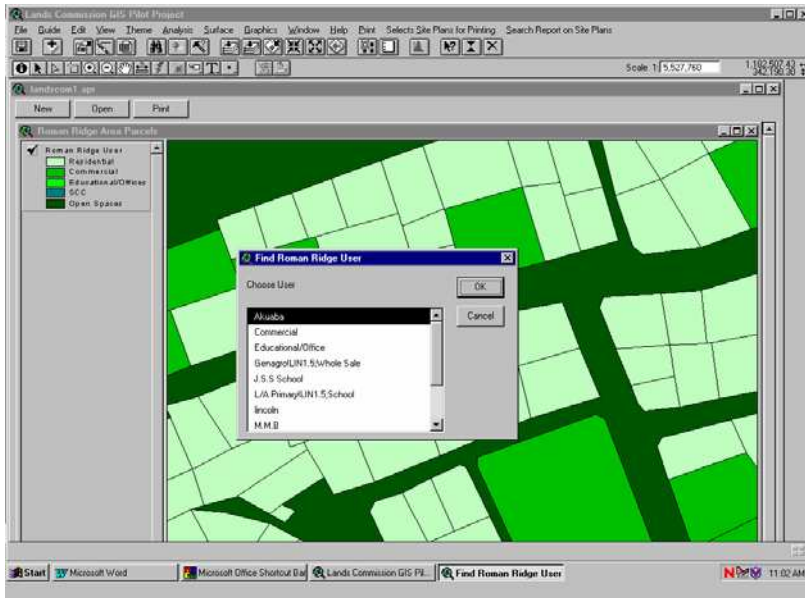 Lands Commission GIS Pilot Project
File Guide Edit View Theme Analysis Surface Graphics Window Help Print Selects Site Plans for Printing Search Report on Site Plans
Scale 1: 5,527,760
1,182,507.43
342,190.30
landscom1.apr
New Open Print
Roman Ridge Area Parcels
Roman Ridge User
Residential
Commercial
Educational/Offices
SCC
Open Spaces
Find Roman Ridge User
Choose User
OK
Cancel
Akuaba
Commercial
Educational/Office
Genagro\LIN1.5;Whole Sale
J.S.S School
L/A Primary\LIN1.5;School
lincoln
M.M.B
Start Microsoft Word Microsoft Office Shortcut Bar Lands Commission GIS Pil... Find Roman Ridge User 11:02 AM